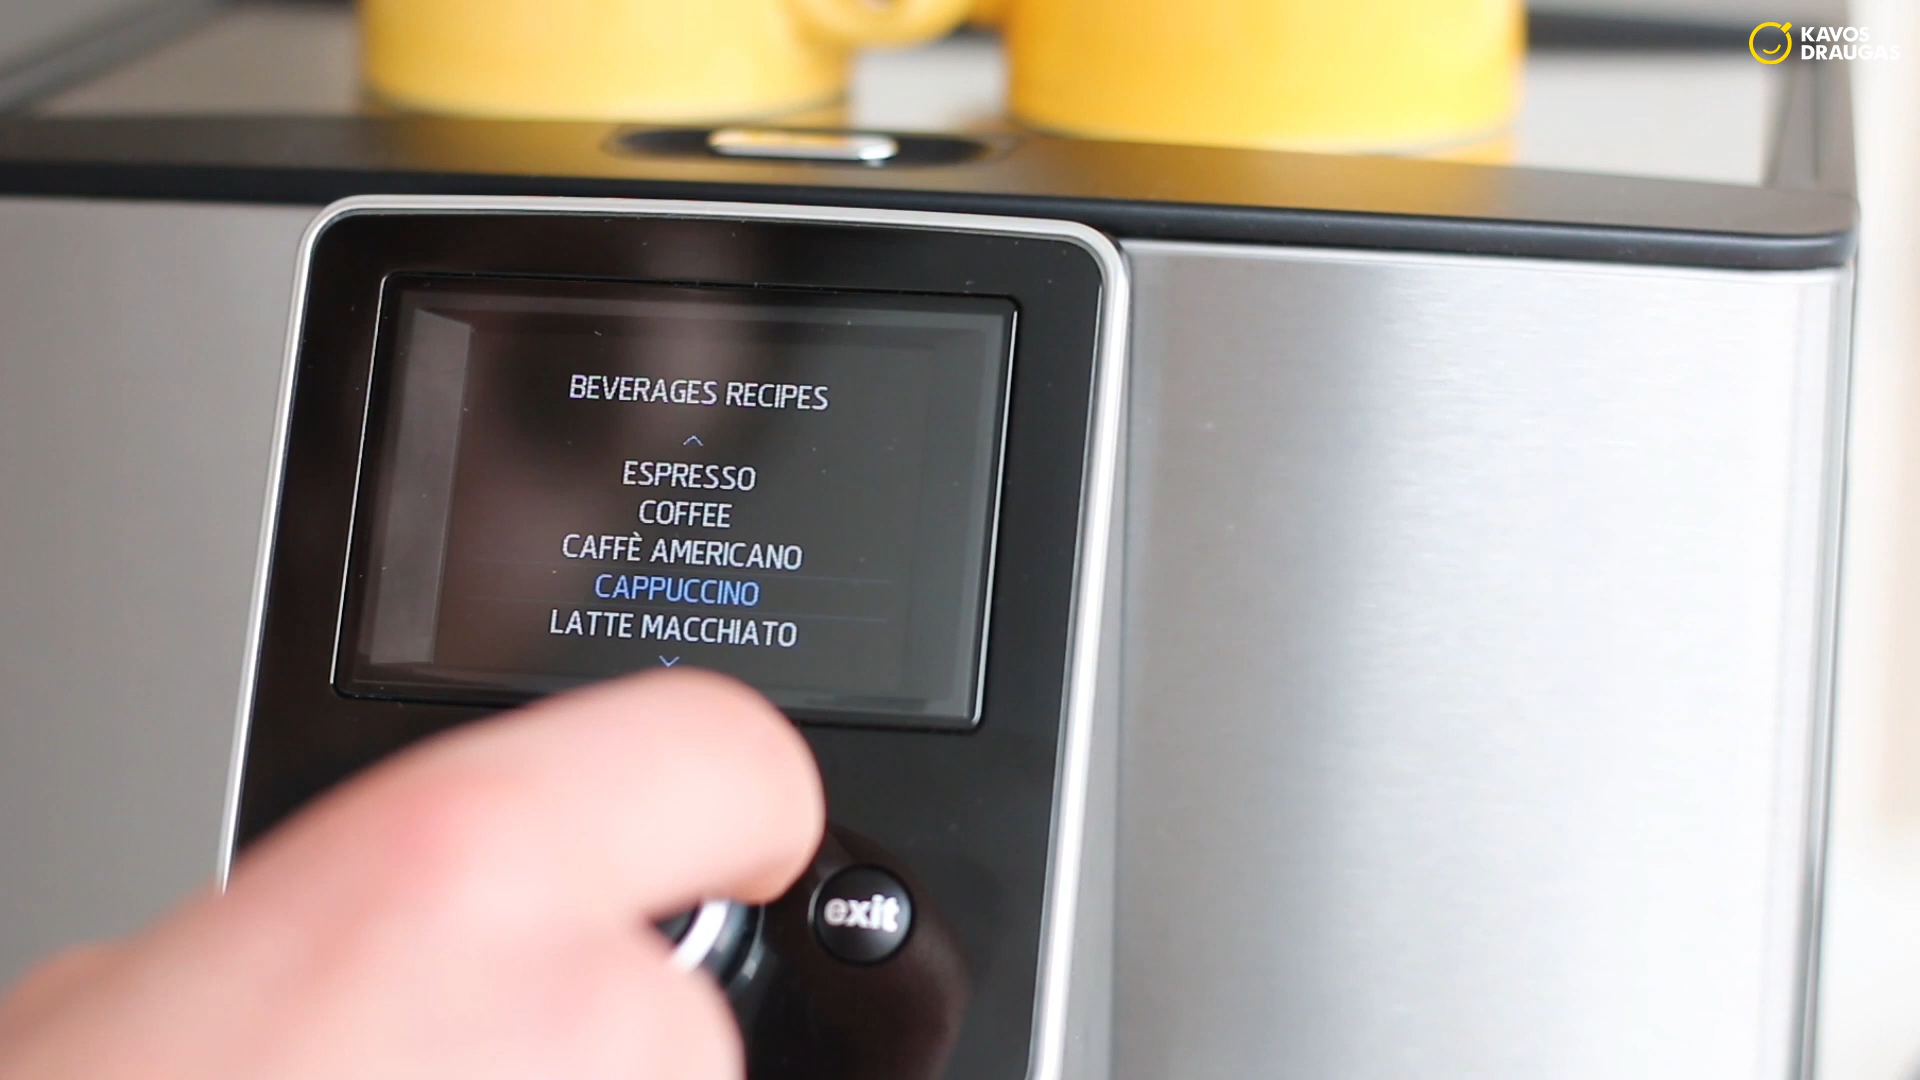 KAVOS
DRAUGAS
BEVERAGES RECIPES
ESPRESSO
COFFEE
CAFFÈ AMERICANO
CAPPUCCINO
LATTE MACCHIATO
exit